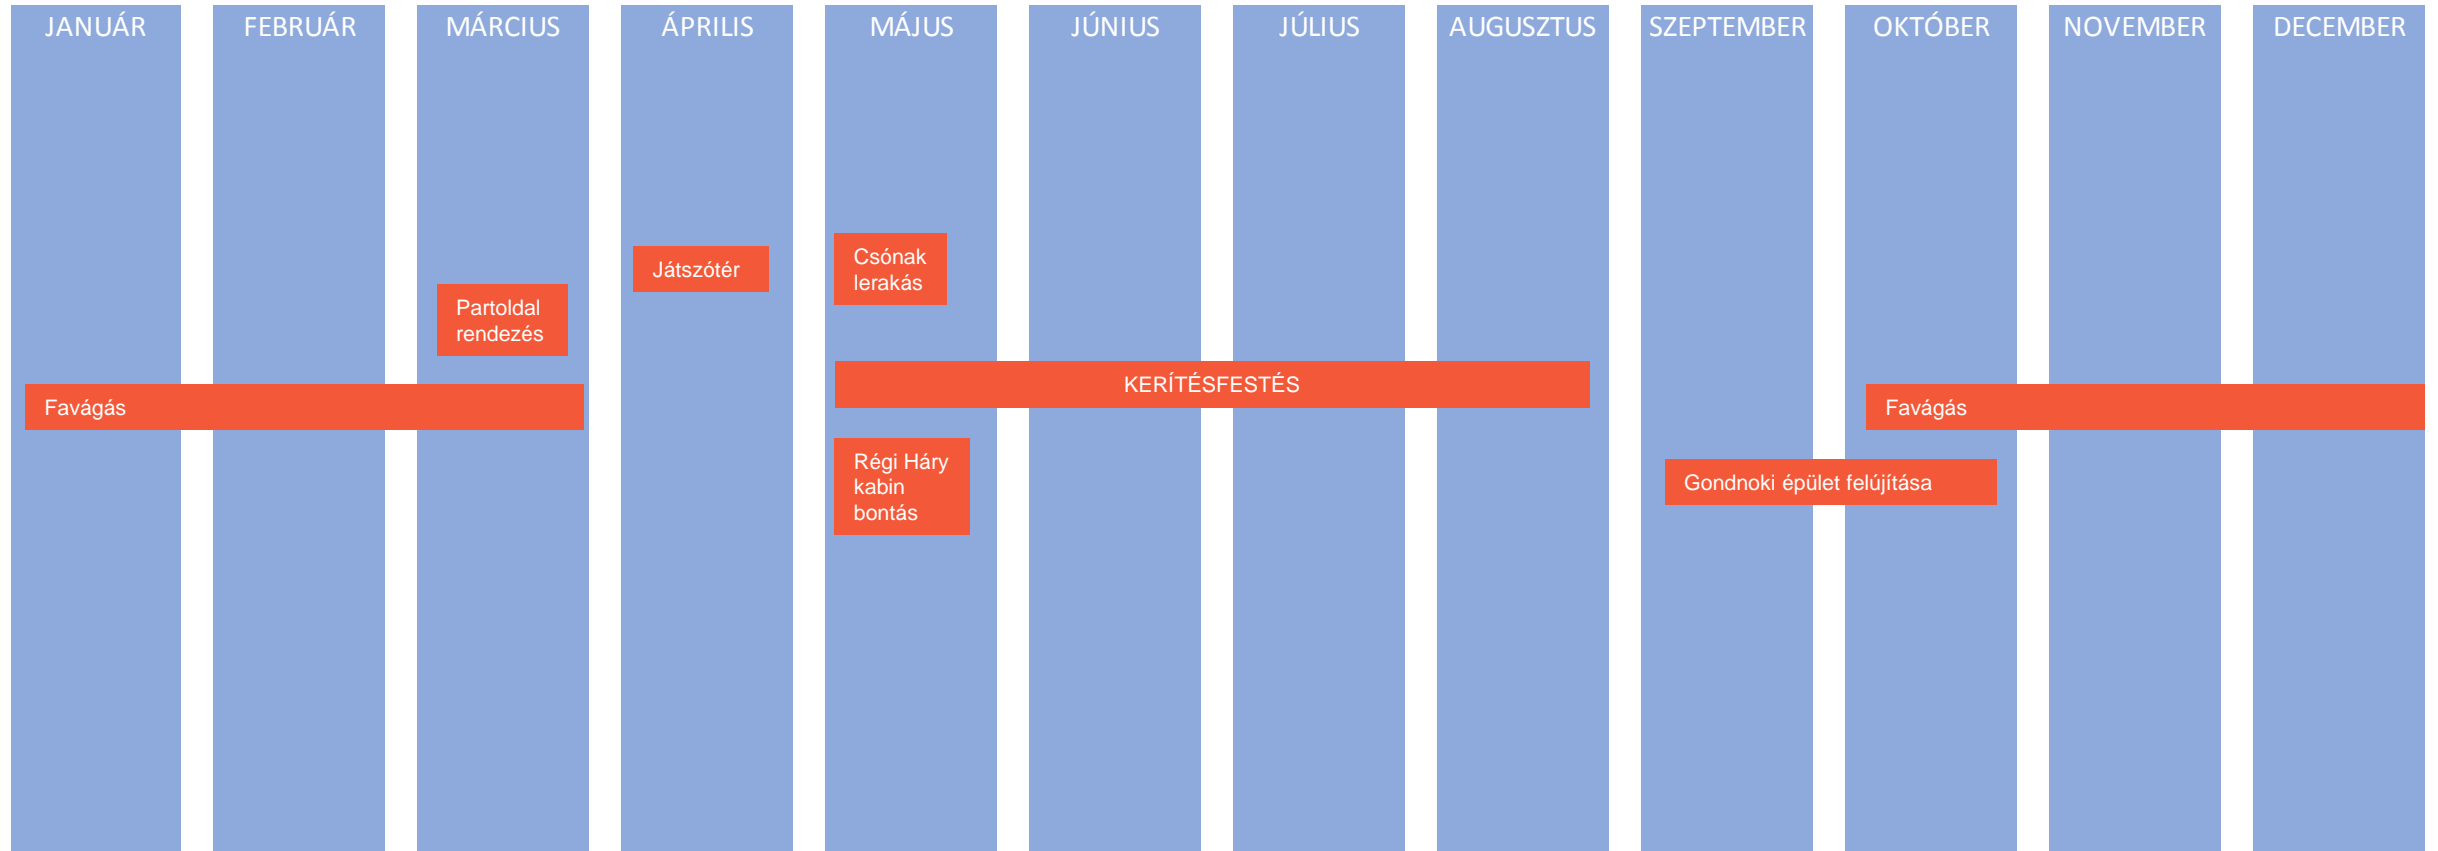 JANUÁR
FEBRUÁR
MÁRCIUS
ÁPRILIS
MÁJUS
JÚNIUS
JÚLIUS
AUGUSZTUS
SZEPTEMBER
OKTÓBER
NOVEMBER
DECEMBER
Csónak
lerakás
Játszótér
Partoldal
rendezés
KERÍTÉSFESTÉS
Favágás
Favágás
Régi Háry
kabin
bontás
Gondnoki épület felújítása